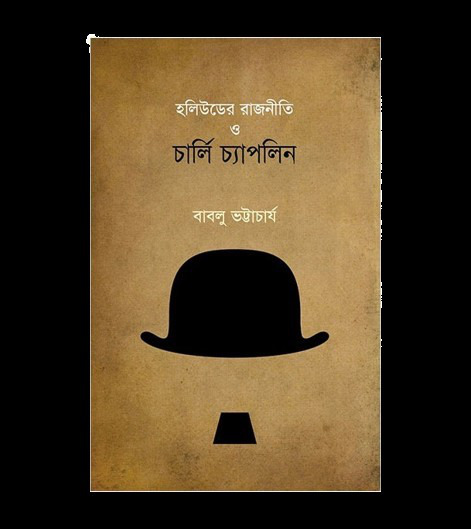 হলিউডের রাজনীতি
ও
চার্লি চ্যাপলিন
বাবলু ভট্টাচার্য